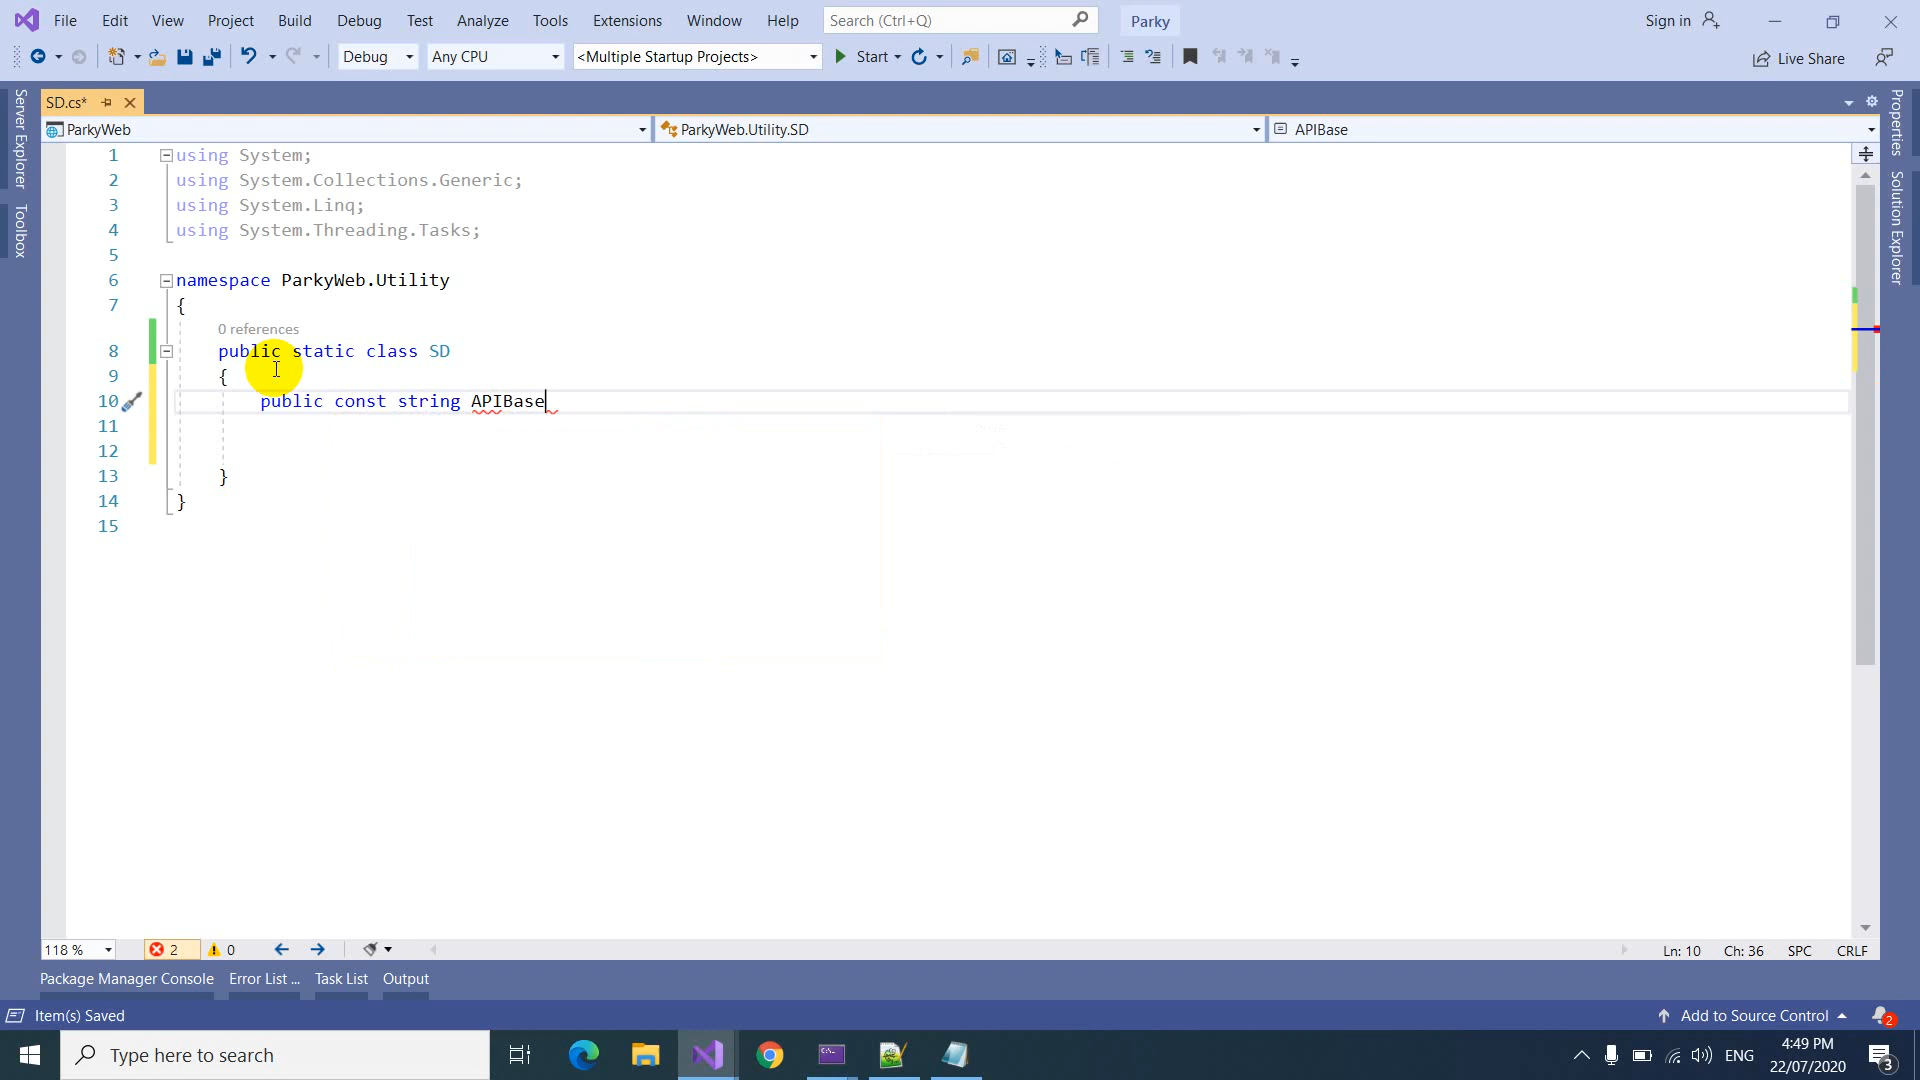 File Edit View Project Build Debug Test Analyze Tools Extensions Window Help Search (Ctrl+Q) Parky Sign in
Debug Any CPU <Multiple Startup Projects> Start Live Share
SD.cs*
ParkyWeb ParkyWeb.Utility.SD APIBase
Server Explorer
Toolbox
Properties
Solution Explorer
1 using System;
2 using System.Collections.Generic;
3 using System.Linq;
4 using System.Threading.Tasks;
5
6 namespace ParkyWeb.Utility
7 {
0 references
8 public static class SD
9 {
10 public const string APIBase
11
12
13 }
14 }
15
118 % 2 0 Ln: 10 Ch: 36 SPC CRLF
Package Manager Console Error List ... Task List Output
Item(s) Saved Add to Source Control 2
Type here to search ENG 4:49 PM
22/07/2020 3